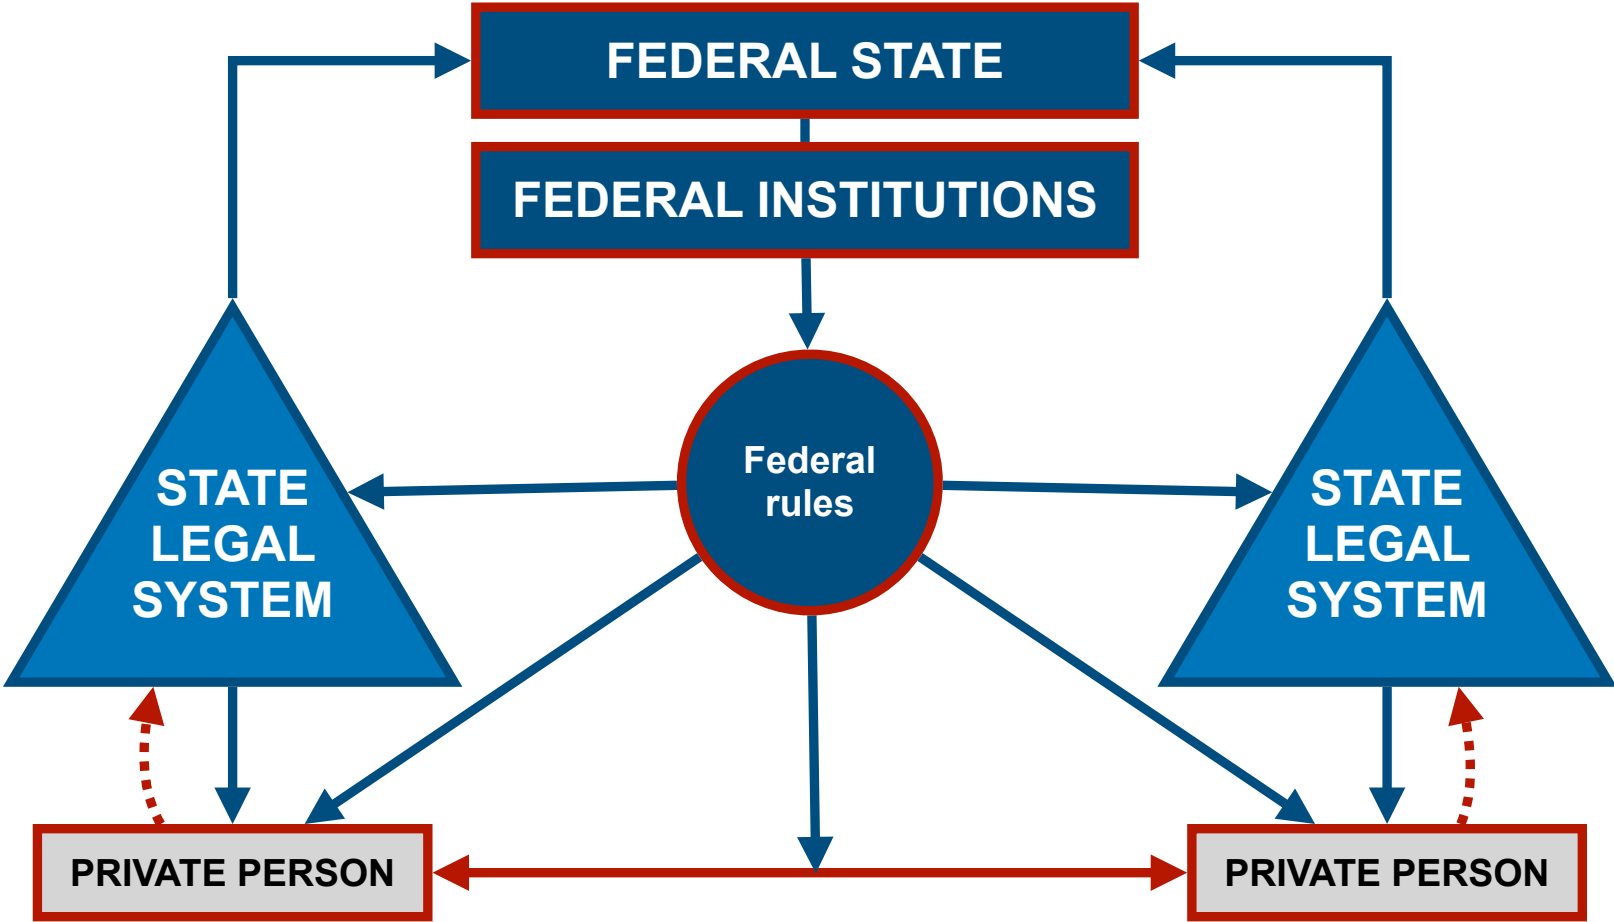 FEDERAL STATE
FEDERAL INSTITUTIONS
Federal
rules
STATE
LEGAL
SYSTEM
STATE
LEGAL
SYSTEM
PRIVATE PERSON
PRIVATE PERSON